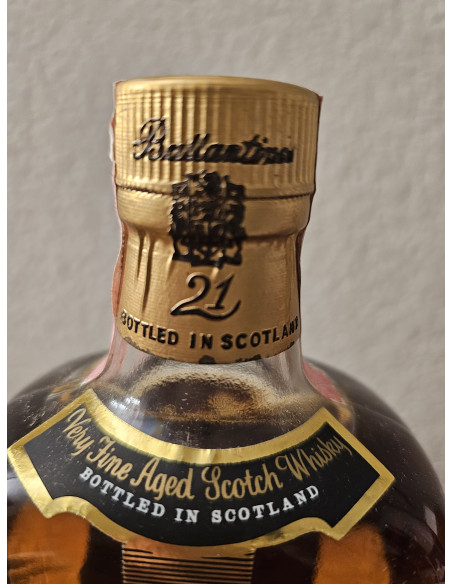 Ballantine's
21
BOTTLED IN SCOTLAND
Very Fine Aged Scotch Whisky
BOTTLED IN SCOTLAND